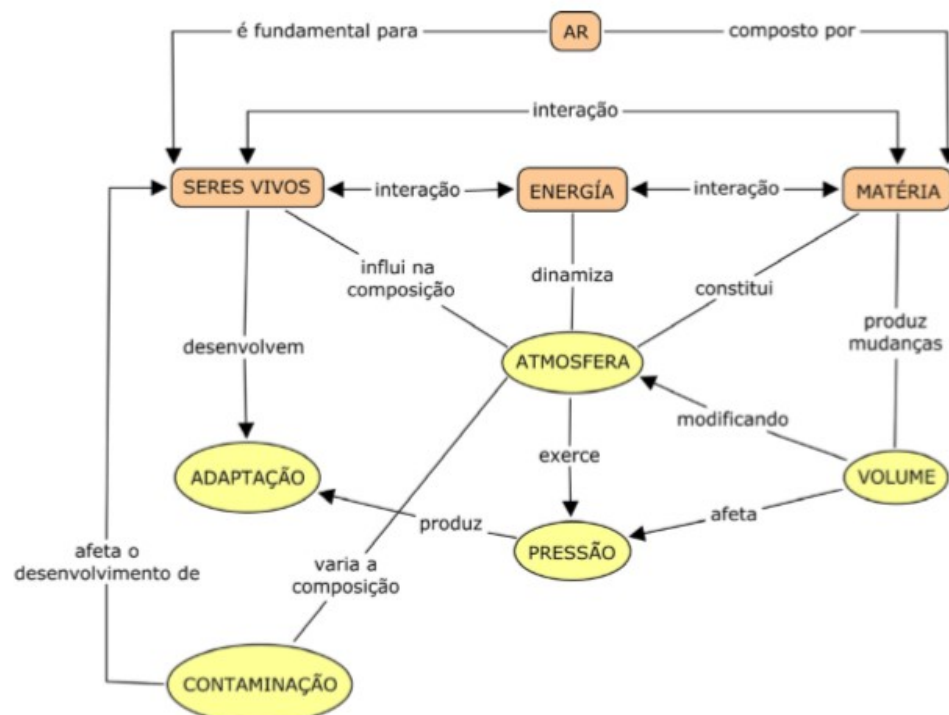 é fundamental para
AR
composto por
interação
SERES VIVOS
interação
ENERGÍA
interação
MATÉRIA
influi na
composição
dinamiza
constitui
produz
mudanças
desenvolvem
ATMOSFERA
modificando
ADAPTAÇÃO
exerce
VOLUME
produz
afeta
PRESSÃO
afeta o
desenvolvimento de
varia a
composição
CONTAMINAÇÃO